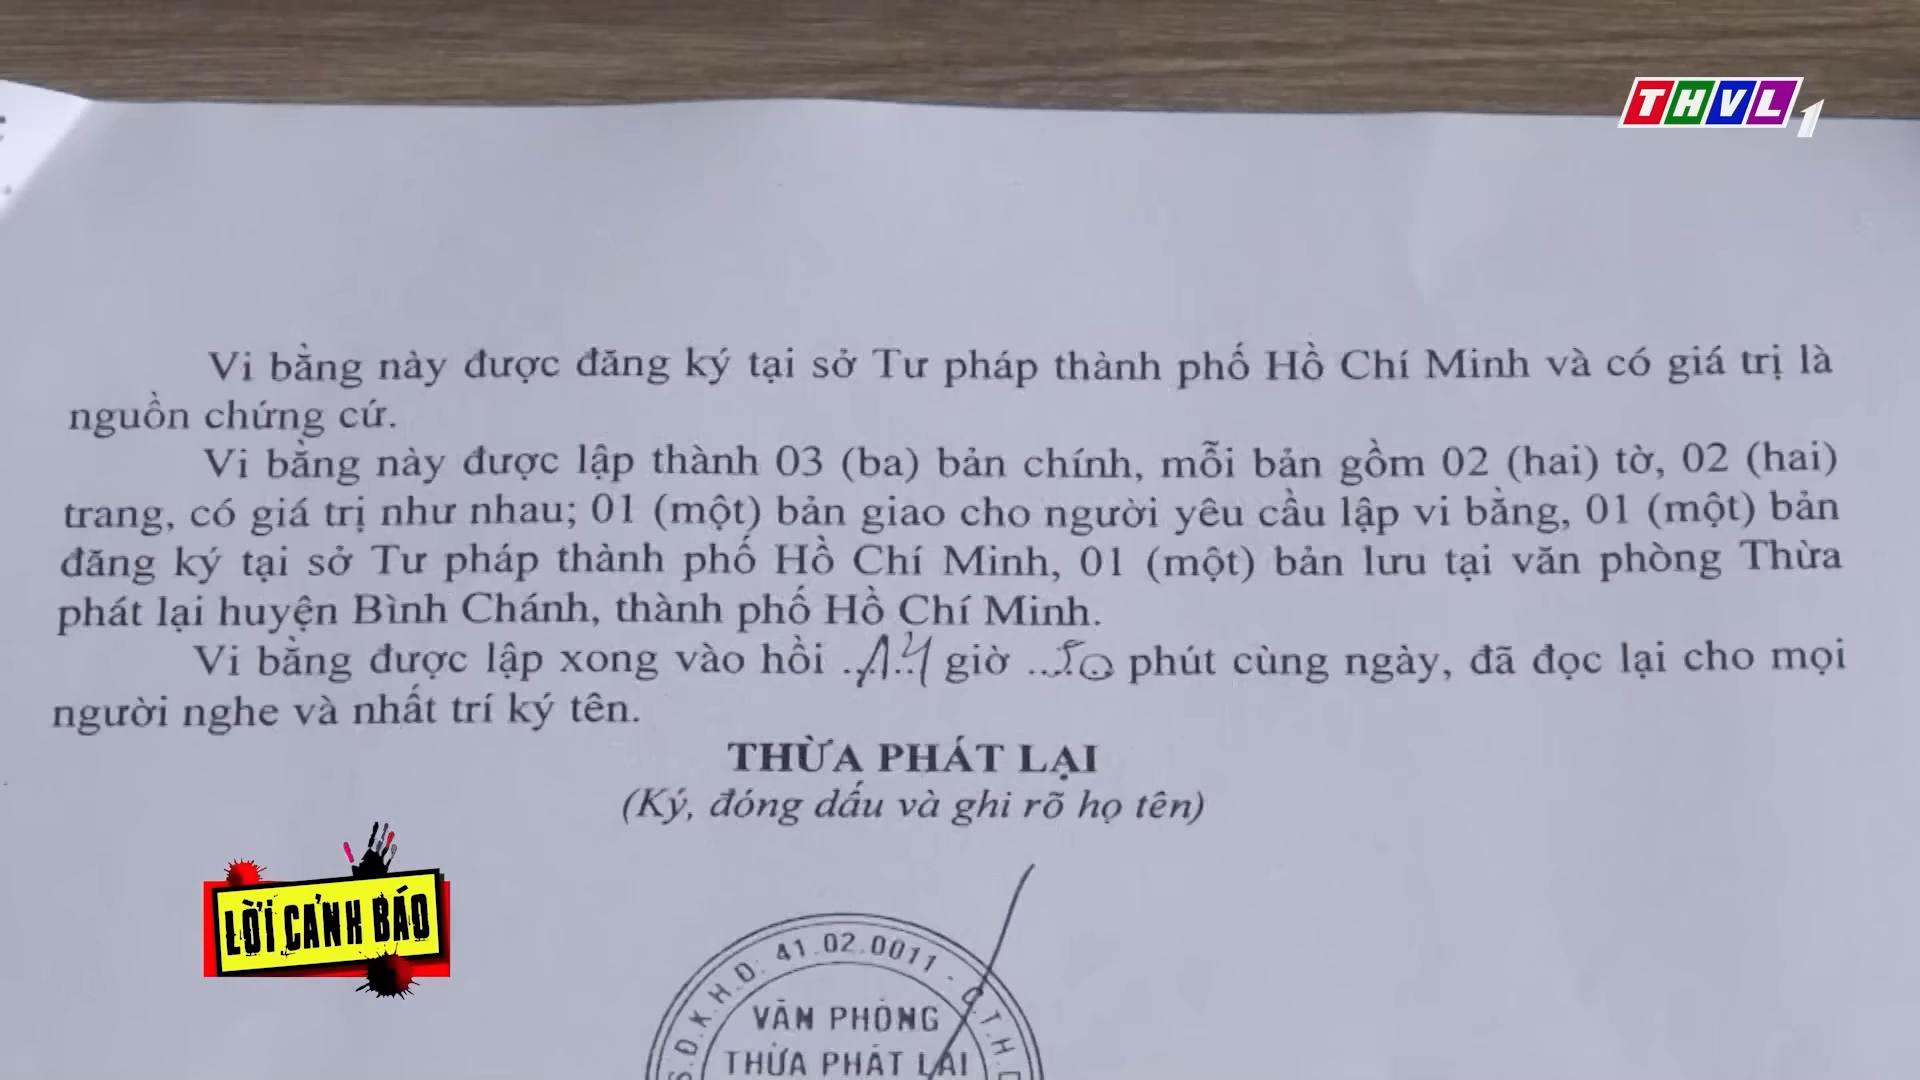 THVL1
Vi bằng này được đăng ký tại sở Tư pháp thành phố Hồ Chí Minh và có giá trị là
nguồn chứng cứ.
Vi bằng này được lập thành 03 (ba) bản chính, mỗi bản gồm 02 (hai) tờ, 02 (hai)
trang, có giá trị như nhau; 01 (một) bản giao cho người yêu cầu lập vi bằng, 01 (một) bản
đăng ký tại sở Tư pháp thành phố Hồ Chí Minh, 01 (một) bản lưu tại văn phòng Thừa
phát lại huyện Bình Chánh, thành phố Hồ Chí Minh.
Vi bằng được lập xong vào hồi 14 giờ 50 phút cùng ngày, đã đọc lại cho mọi
người nghe và nhất trí ký tên.
THỪA PHÁT LẠI
(Ký, đóng dấu và ghi rõ họ tên)
LỜI CẢNH BÁO
S.Đ.K.H.Đ: 41.02.0011 - C.T.H.
VĂN PHÒNG
THỪA PHÁT LẠI